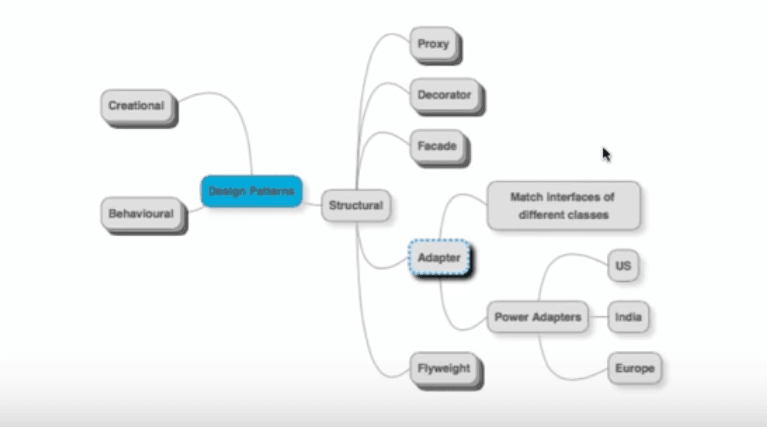 Proxy
Creational
Decorator
Facade
Design Patterns
Structural
Behavioural
Match interfaces of
different classes
Adapter
US
Power Adapters
India
Flyweight
Europe